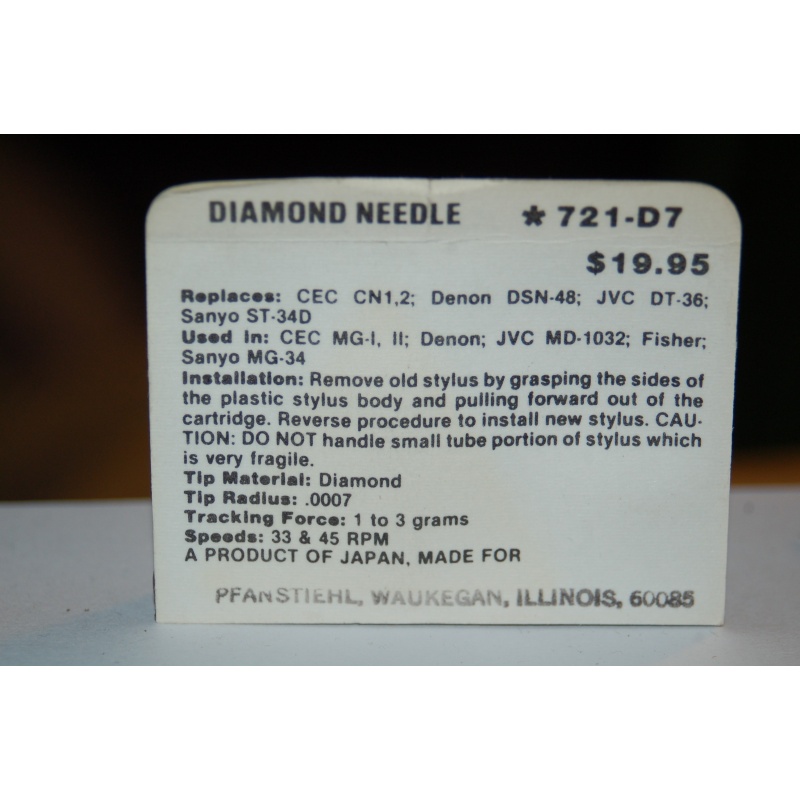 DIAMOND NEEDLE * 721-D7
$19.95
Replaces: CEC CN1,2; Denon DSN-48; JVC DT-36;
Sanyo ST-34D
Used In: CEC MG-I, II; Denon; JVC MD-1032; Fisher;
Sanyo MG-34
Installation: Remove old stylus by grasping the sides of
the plastic stylus body and pulling forward out of the
cartridge. Reverse procedure to install new stylus. CAU-
TION: DO NOT handle small tube portion of stylus which
is very fragile.
Tip Material: Diamond
Tip Radius: .0007
Tracking Force: 1 to 3 grams
Speeds: 33 & 45 RPM
A PRODUCT OF JAPAN, MADE FOR
PFANSTIEHL, WAUKEGAN, ILLINOIS, 60085